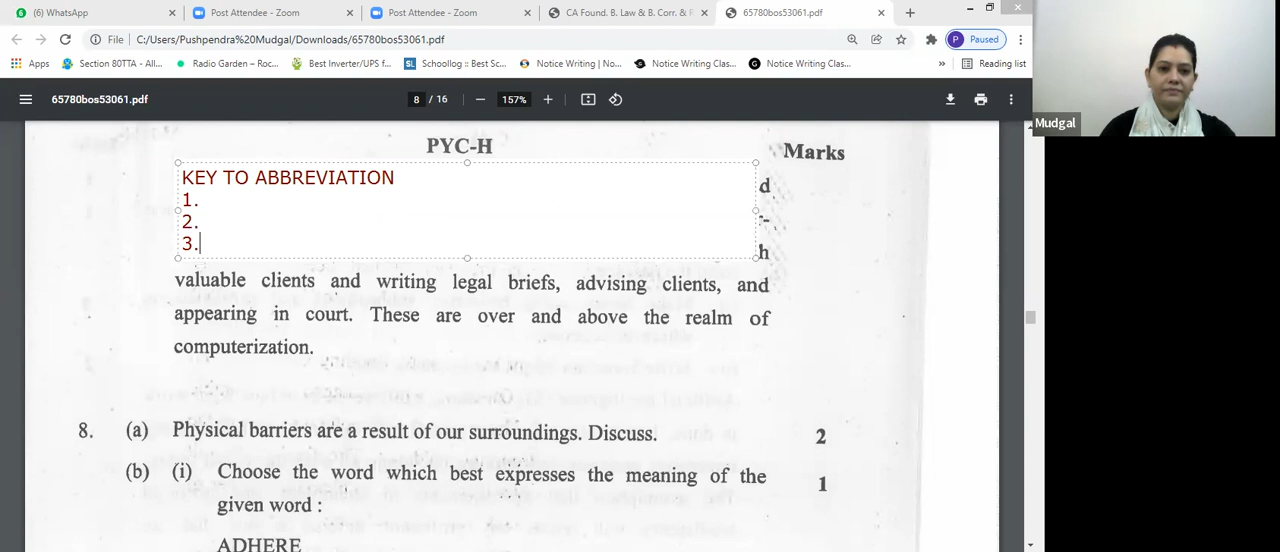 (6) WhatsApp
Post Attendee - Zoom
Post Attendee - Zoom
CA Found. B. Law & B. Corr. & F
65780bos53061.pdf
File
C:/Users/Pushpendra%20Mudgal/Downloads/65780bos53061.pdf
P Paused
Apps
Section 80TTA - All...
Radio Garden – Roc...
Best Inverter/UPS f...
Schoollog :: Best Sc...
Notice Writing | No...
Notice Writing Clas...
Notice Writing Clas...
»
Reading list
65780bos53061.pdf
8 / 16
157%
Mudgal
PYC-H
Marks
KEY TO ABBREVIATION
1.
2.
3.
d
-
h
valuable clients and writing legal briefs, advising clients, and
appearing in court. These are over and above the realm of
computerization.
8. (a) Physical barriers are a result of our surroundings. Discuss. 2
(b) (i) Choose the word which best expresses the meaning of the 1
given word :
ADHERE